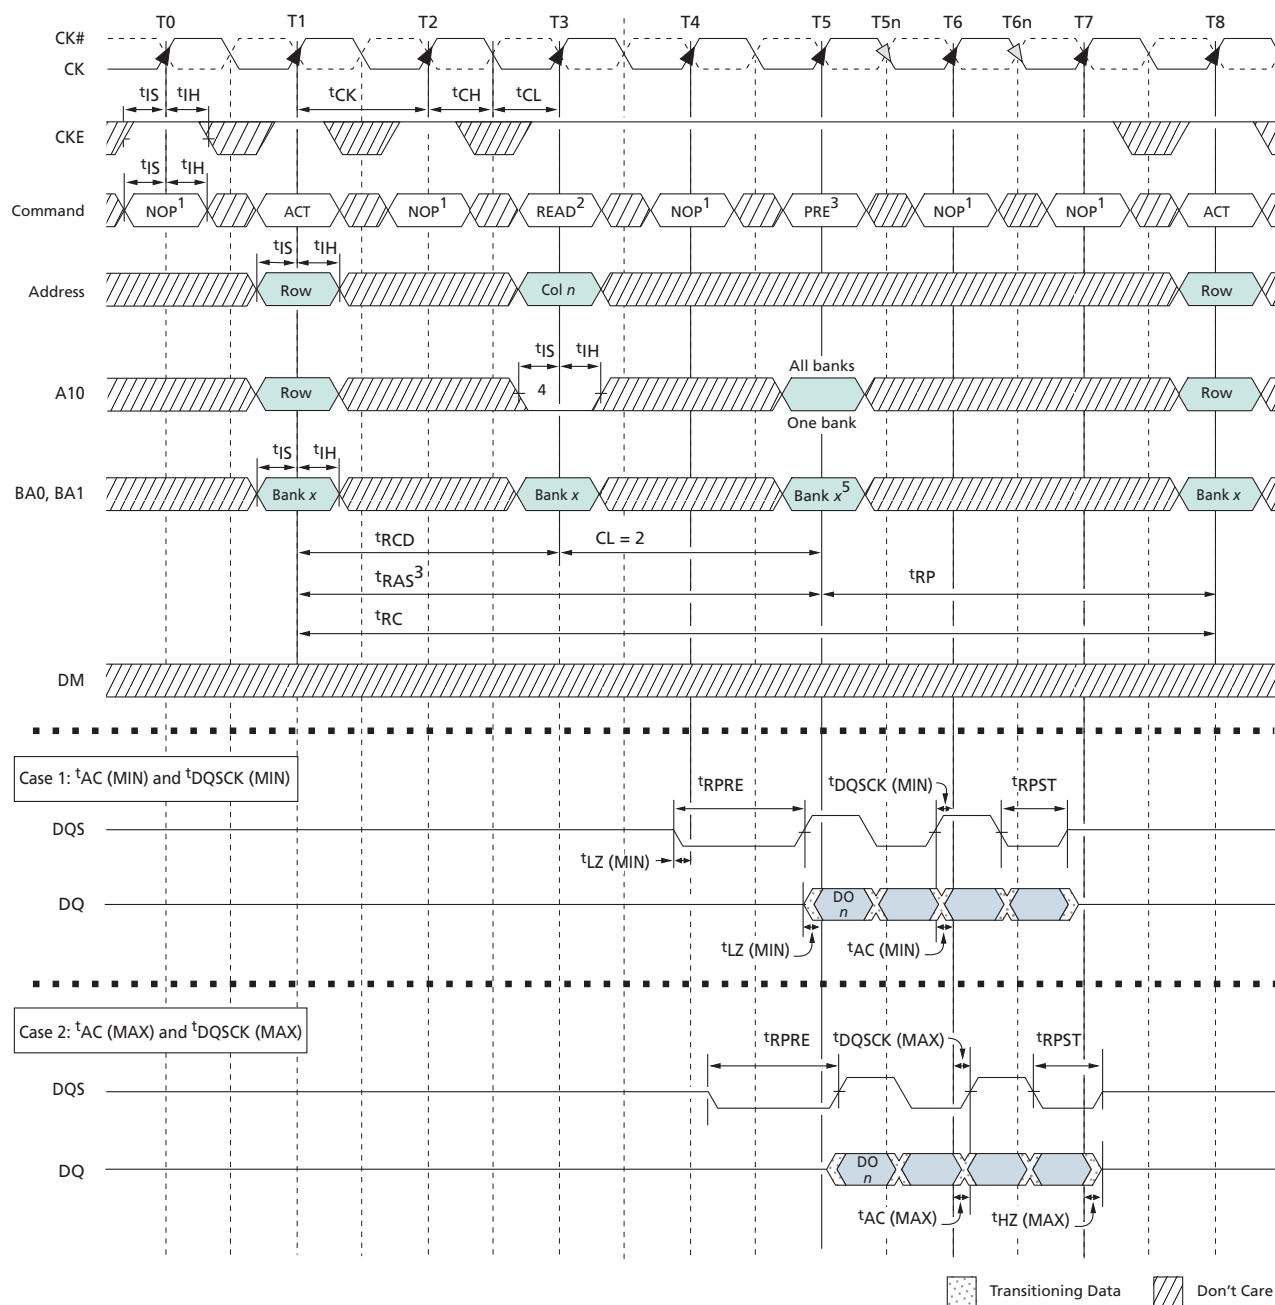 T0 T1 T2 T3 T4 T5 T5n T6 T6n T7 T8
CK#
CK
tIS tIH tCK tCH tCL
CKE
tIS tIH
Command NOP1 ACT NOP1 READ2 NOP1 PRE3 NOP1 NOP1 ACT
tIS tIH
Address Row Col n Row
tIS tIH All banks
A10 Row 4 Row
One bank
tIS tIH
BA0, BA1 Bank x Bank x Bank x5 Bank x
tRCD CL = 2
tRAS3 tRP
tRC
DM
Case 1: tAC (MIN) and tDQSCK (MIN)
tRPRE tDQSCK (MIN) tRPST
DQS
tLZ (MIN)
DQ DO n
tLZ (MIN) tAC (MIN)
Case 2: tAC (MAX) and tDQSCK (MAX)
tRPRE tDQSCK (MAX) tRPST
DQS
DQ DO n
tAC (MAX) tHZ (MAX)
Transitioning Data Don't Care